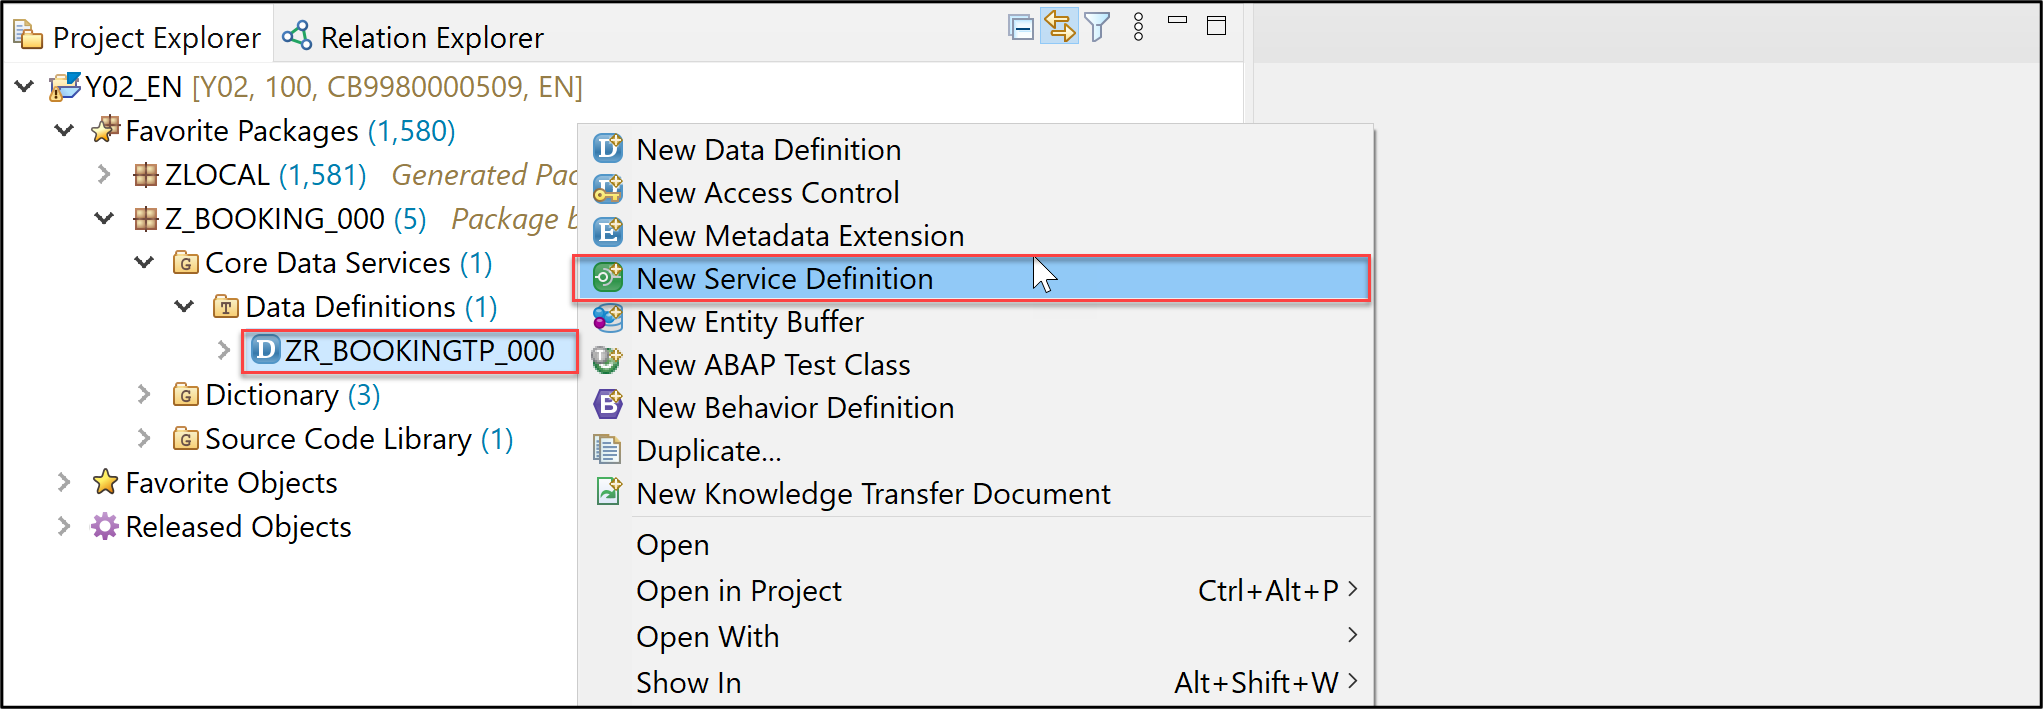 Project Explorer
Relation Explorer
Y02_EN [Y02, 100, CB9980000509, EN]
Favorite Packages (1,580)
ZLOCAL (1,581) Generated Pac
Z_BOOKING_000 (5) Package b
Core Data Services (1)
Data Definitions (1)
ZR_BOOKINGTP_000
Dictionary (3)
Source Code Library (1)
Favorite Objects
Released Objects
New Data Definition
New Access Control
New Metadata Extension
New Service Definition
New Entity Buffer
New ABAP Test Class
New Behavior Definition
Duplicate...
New Knowledge Transfer Document
Open
Open in Project Ctrl+Alt+P
Open With
Show In Alt+Shift+W